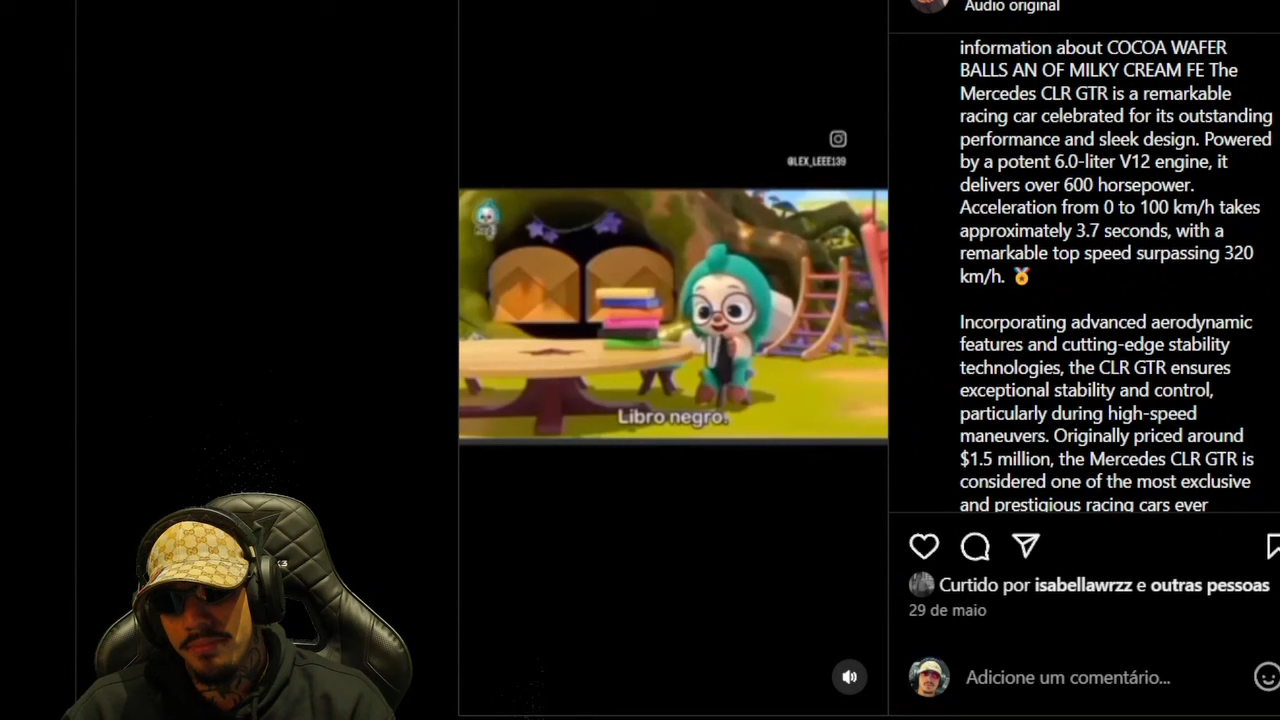 Audio original
information about COCOA WAFER
BALLS AN OF MILKY CREAM FE The
Mercedes CLR GTR is a remarkable
racing car celebrated for its outstanding
performance and sleek design. Powered
by a potent 6.0-liter V12 engine, it
delivers over 600 horsepower.
Acceleration from 0 to 100 km/h takes
approximately 3.7 seconds, with a
remarkable top speed surpassing 320
km/h. 🏅
Incorporating advanced aerodynamic
features and cutting-edge stability
technologies, the CLR GTR ensures
exceptional stability and control,
particularly during high-speed
maneuvers. Originally priced around
$1.5 million, the Mercedes CLR GTR is
considered one of the most exclusive
and prestigious racing cars ever
@LEX_LEEE139
Libro negro.
Curtido por isabellawrzz e outras pessoas
29 de maio
Adicione um comentário...